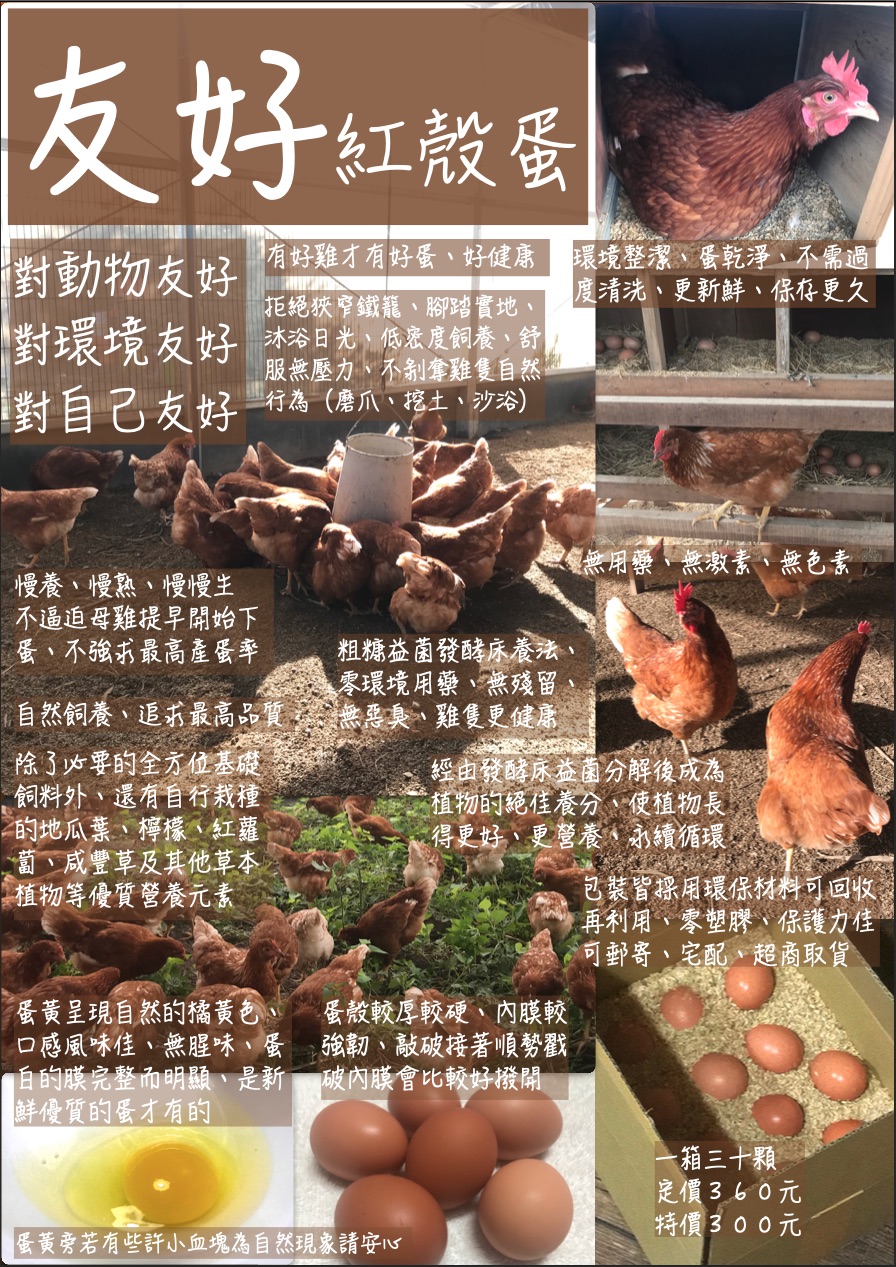 友好紅殼蛋
對動物友好
對環境友好
對自己友好
有好雞才有好蛋、好健康
拒絕狹窄鐵籠、腳踏實地、
沐浴日光、低密度飼養、舒
服無壓力、不剝奪雞隻自然
行為（磨爪、挖土、沙浴）
環境整潔、蛋乾淨、不需過
度清洗、更新鮮、保存更久
無用藥、無激素、無色素
慢養、慢熟、慢慢生
不逼迫母雞提早開始下
蛋、不強求最高產蛋率
自然飼養、追求最高品質
除了必要的全方位基礎
飼料外、還有自行栽種
的地瓜葉、檸檬、紅蘿
蔔、咸豐草及其他草本
植物等優質營養元素
粗糠益菌發酵床養法、
零環境用藥、無殘留、
無惡臭、雞隻更健康
經由發酵床益菌分解後成為
植物的絕佳養分、使植物長
得更好、更營養、永續循環
包裝皆採用環保材料可回收
再利用、零塑膠、保護力佳
可郵寄、宅配、超商取貨
蛋黃呈現自然的橘黃色、
口感風味佳、無腥味、蛋
白的膜完整而明顯、是新
鮮優質的蛋才有的
蛋殼較厚較硬、內膜較
強韌、敲破接著順勢戳
破內膜會比較好撥開
一箱三十顆
定價３６０元
特價３００元
蛋黃旁若有些許小血塊為自然現象請安心